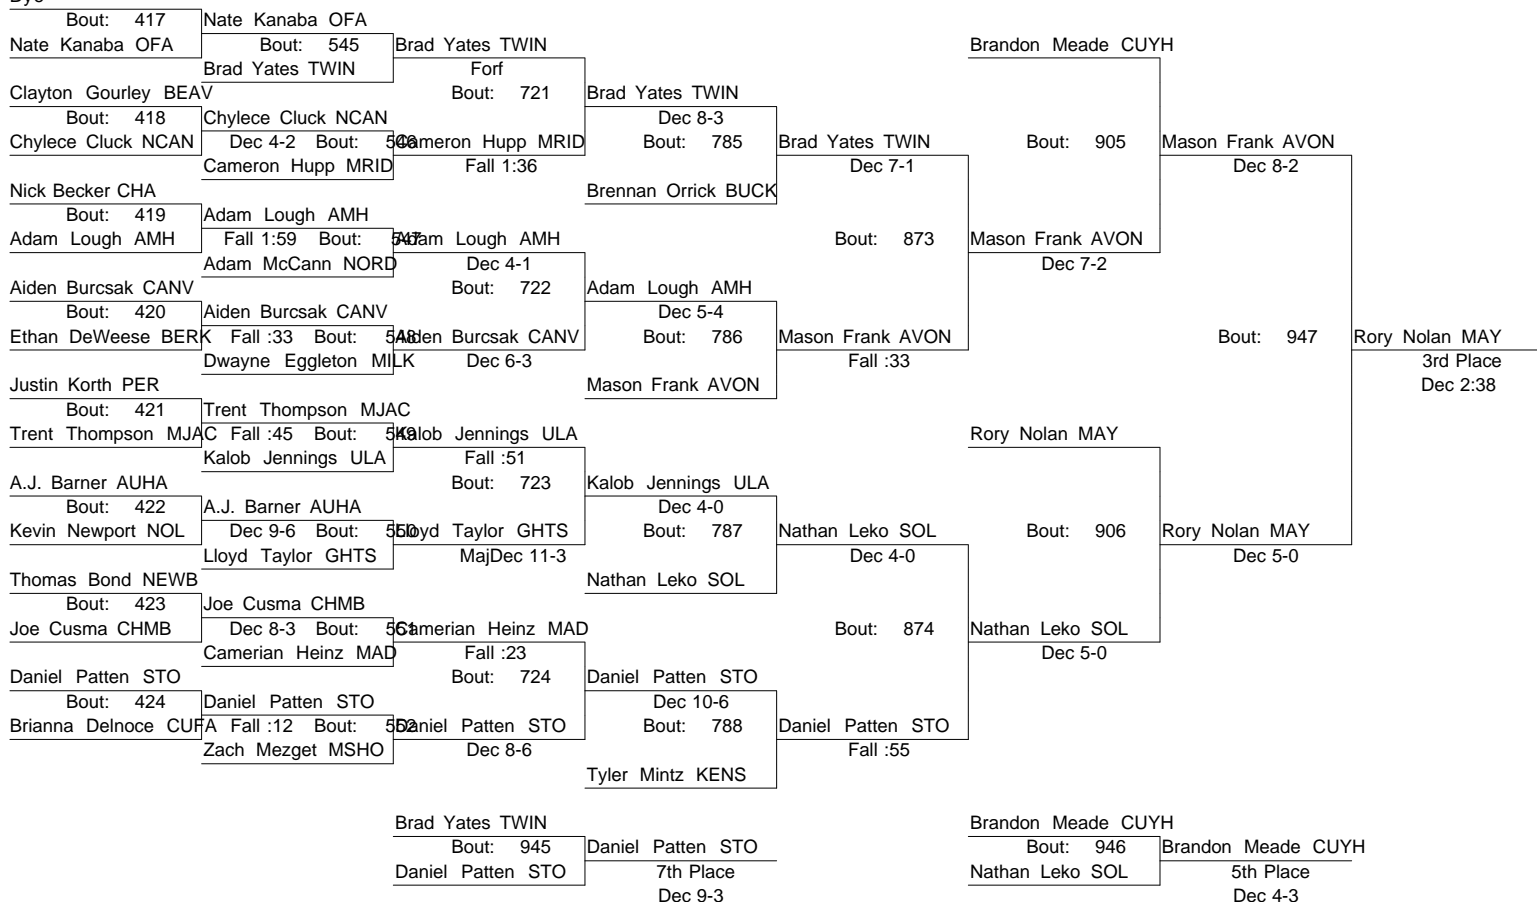 Bout: 417 Nate Kanaba OFA
Nate Kanaba OFA Bout: 545 Brad Yates TWIN Brandon Meade CUYH
Brad Yates TWIN Forf
Clayton Gourley BEAV Bout: 721 Brad Yates TWIN
Bout: 418 Chylece Cluck NCAN Dec 8-3
Chylece Cluck NCAN Dec 4-2 Bout: 546 Cameron Hupp MRID Bout: 785 Brad Yates TWIN Bout: 905 Mason Frank AVON
Cameron Hupp MRID Fall 1:36 Dec 7-1 Dec 8-2
Nick Becker CHA Brennan Orrick BUCK
Bout: 419 Adam Lough AMH
Adam Lough AMH Fall 1:59 Bout: 547 Adam Lough AMH Bout: 873 Mason Frank AVON
Adam McCann NORD Dec 4-1 Dec 7-2
Aiden Burcsak CANV Bout: 722 Adam Lough AMH
Bout: 420 Aiden Burcsak CANV Dec 5-4
Ethan DeWeese BERK Fall :33 Bout: 548 Aiden Burcsak CANV Bout: 786 Mason Frank AVON Bout: 947 Rory Nolan MAY
Dwayne Eggleton MILK Dec 6-3 Fall :33 3rd Place
Justin Korth PER Mason Frank AVON Dec 2:38
Bout: 421 Trent Thompson MJAC
Trent Thompson MJAC Fall :45 Bout: 549 Kalob Jennings ULA Rory Nolan MAY
Kalob Jennings ULA Fall :51
A.J. Barner AUHA Bout: 723 Kalob Jennings ULA
Bout: 422 A.J. Barner AUHA Dec 4-0
Kevin Newport NOL Dec 9-6 Bout: 550 Lloyd Taylor GHTS Bout: 787 Nathan Leko SOL Bout: 906 Rory Nolan MAY
Lloyd Taylor GHTS MajDec 11-3 Dec 4-0 Dec 5-0
Thomas Bond NEWB Nathan Leko SOL
Bout: 423 Joe Cusma CHMB
Joe Cusma CHMB Dec 8-3 Bout: 551 Camerian Heinz MAD Bout: 874 Nathan Leko SOL
Camerian Heinz MAD Fall :23 Dec 5-0
Daniel Patten STO Bout: 724 Daniel Patten STO
Bout: 424 Daniel Patten STO Dec 10-6
Brianna Delnoce CUFA Fall :12 Bout: 552 Daniel Patten STO Bout: 788 Daniel Patten STO
Zach Mezget MSHO Dec 8-6 Fall :55
Tyler Mintz KENS
Brad Yates TWIN Brandon Meade CUYH
Bout: 945 Daniel Patten STO Bout: 946 Brandon Meade CUYH
Daniel Patten STO 7th Place Nathan Leko SOL 5th Place
Dec 9-3 Dec 4-3